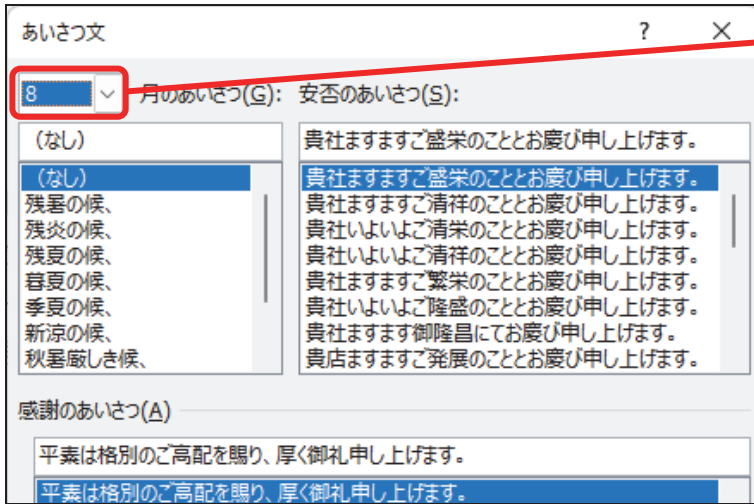 あいさつ文 ? ×
8 月のあいさつ(G): 安否のあいさつ(S):
(なし) 貴社ますますご盛栄のこととお慶び申し上げます。
(なし) 貴社ますますご盛栄のこととお慶び申し上げます。
残暑の候、 貴社ますますご清祥のこととお慶び申し上げます。
残炎の候、 貴社いよいよご清栄のこととお慶び申し上げます。
残夏の候、 貴社いよいよご清祥のこととお慶び申し上げます。
暮夏の候、 貴社ますますご繁栄のこととお慶び申し上げます。
季夏の候、 貴社いよいよご隆盛のこととお慶び申し上げます。
新涼の候、 貴社ますます御隆昌にてお慶び申し上げます。
秋暑厳しき候、 貴店ますますご発展のこととお慶び申し上げます。
感謝のあいさつ(A)
平素は格別のご高配を賜り、厚く御礼申し上げます。
平素は格別のご高配を賜り、厚く御礼申し上げます。